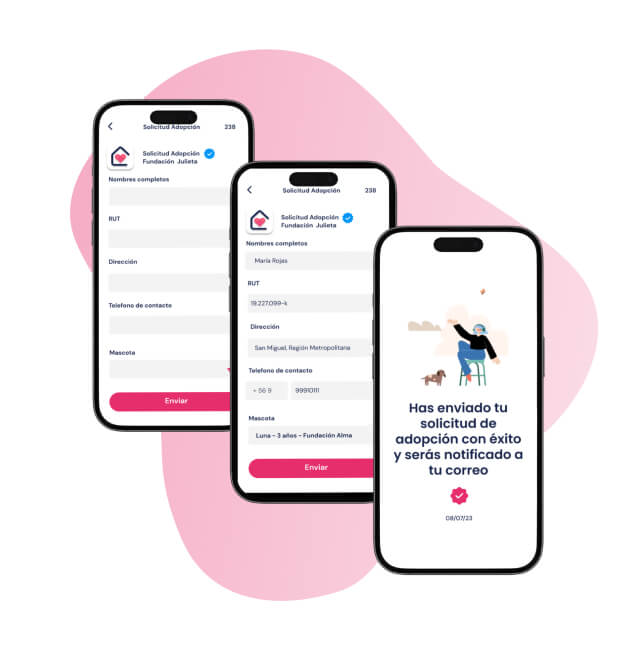 Solicitud Adopción 238
Solicitud Adopción
Fundación Julieta
Nombres completos
RUT
Dirección
Telefono de contacto
Mascota
Enviar
Solicitud Adopción 238
Solicitud Adopción
Fundación Julieta
Nombres completos
María Rojas
RUT
19.227.099-k
Dirección
San Miguel, Región Metropolitana
Telefono de contacto
+ 56 9 99910111
Mascota
Luna - 3 años - Fundación Alma
Enviar
Has enviado tu
solicitud de
adopción con éxito
y serás notificado a
tu correo
08/07/23